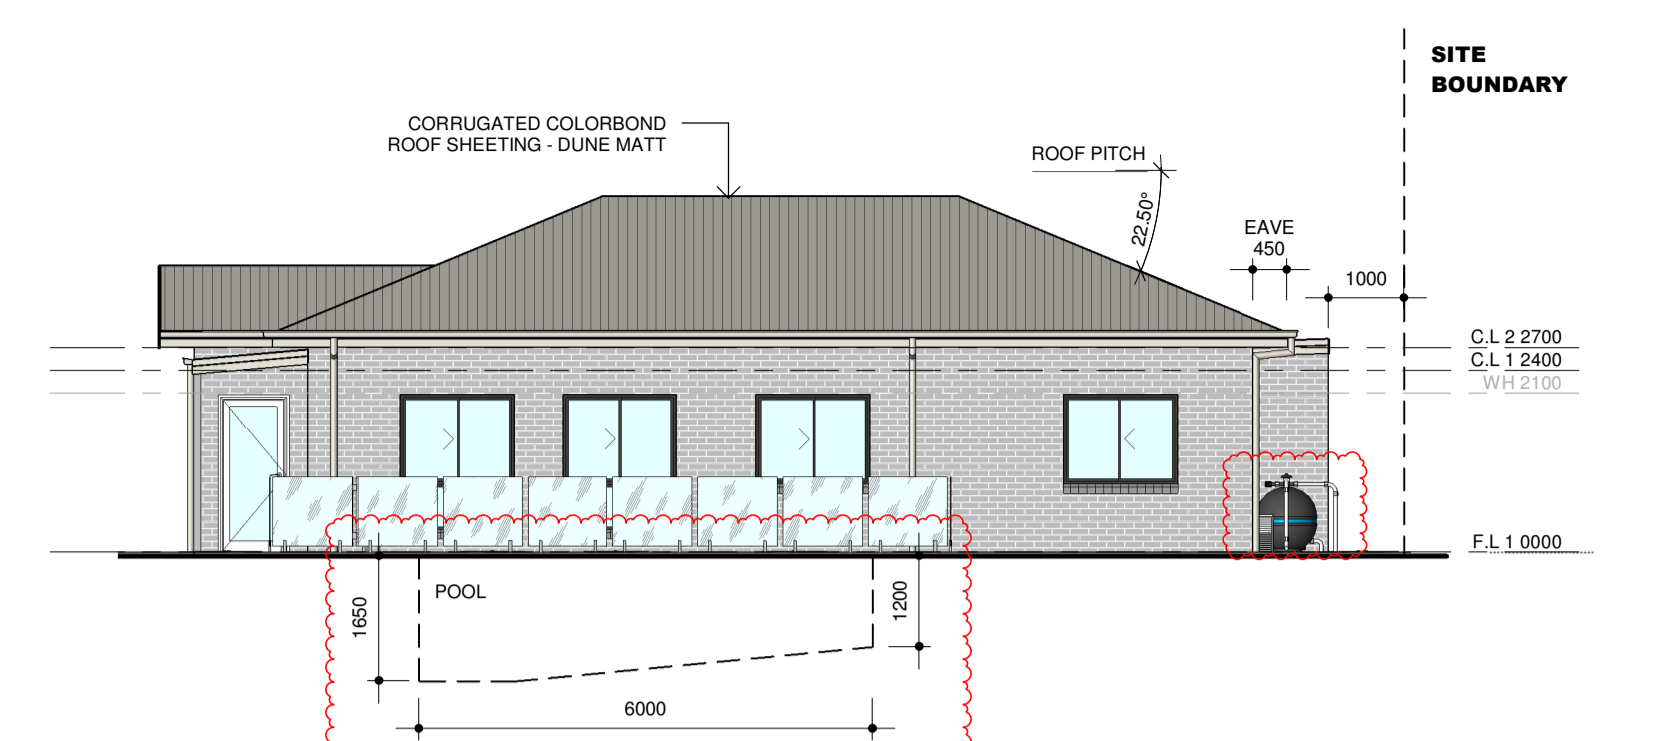 SITE
BOUNDARY
CORRUGATED COLORBOND
ROOF SHEETING - DUNE MATT
ROOF PITCH
22.50°
EAVE
450
1000
C.L 2 2700
C.L 1 2400
WH 2100
F.L 1 0000
POOL
1650
1200
6000